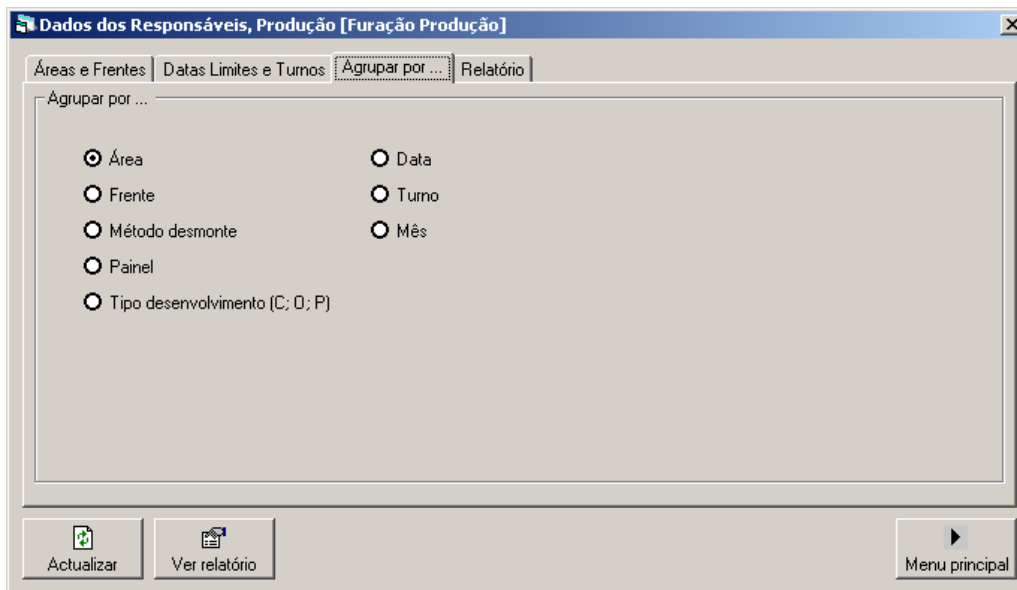 Dados dos Responsáveis, Produção [Furação Produção]
Áreas e Frentes Datas Limites e Turnos Agrupar por ... Relatório
Agrupar por ...
Área Data
Frente Turno
Método desmonte Mês
Painel
Tipo desenvolvimento (C; O; P)
Actualizar Ver relatório Menu principal